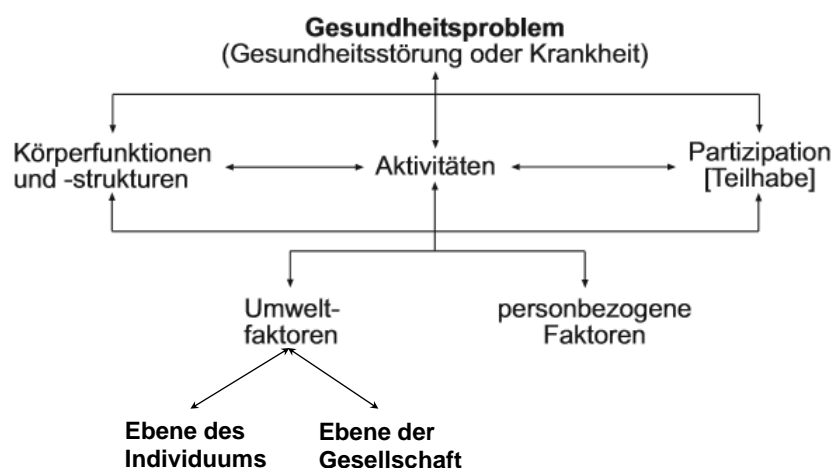 Gesundheitsproblem
(Gesundheitsstörung oder Krankheit)
Körperfunktionen
und -strukturen
Aktivitäten
Partizipation
[Teilhabe]
Umwelt-
faktoren
personbezogene
Faktoren
Ebene des
Individuums
Ebene der
Gesellschaft